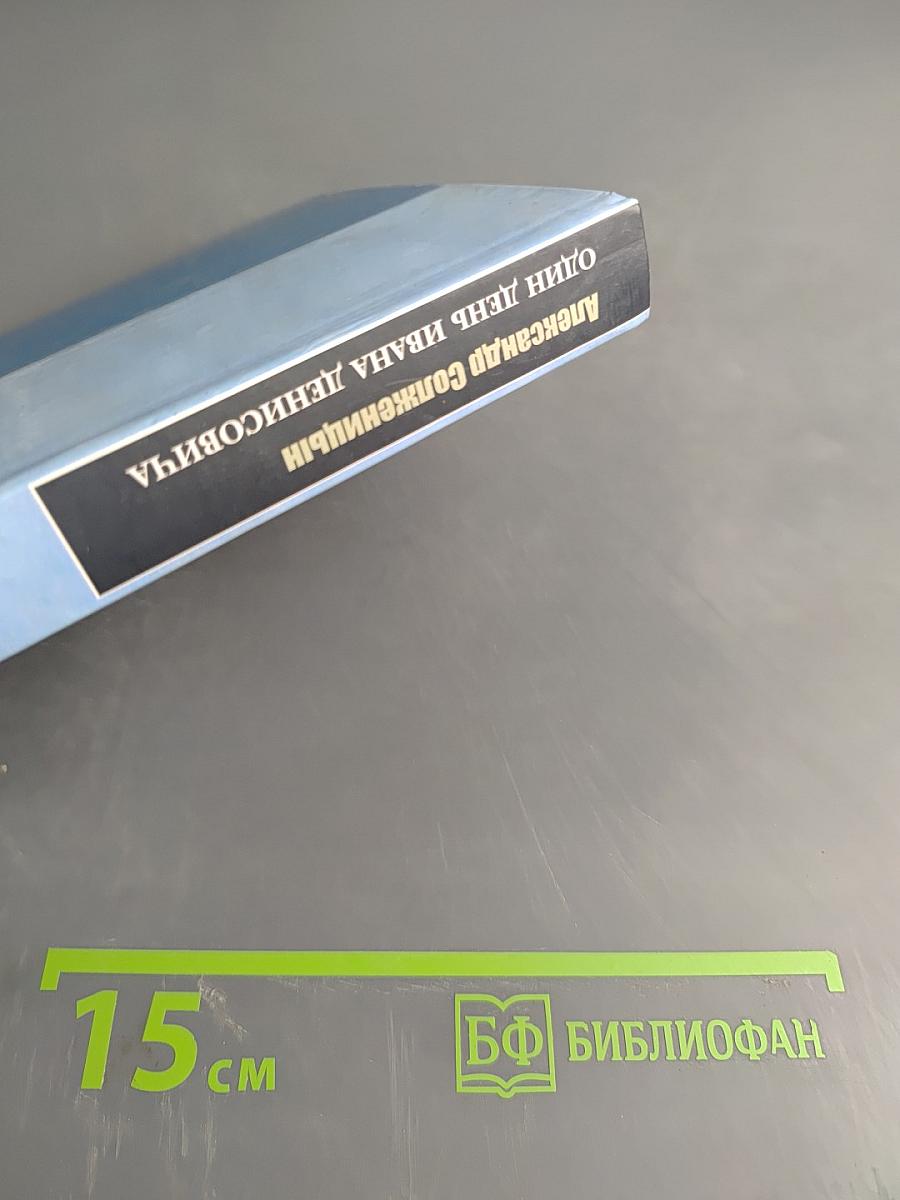 Александр Солженицын
ОДИН ДЕНЬ ИВАНА ДЕНИСОВИЧА
15 см
БФ БИБЛИОФАН